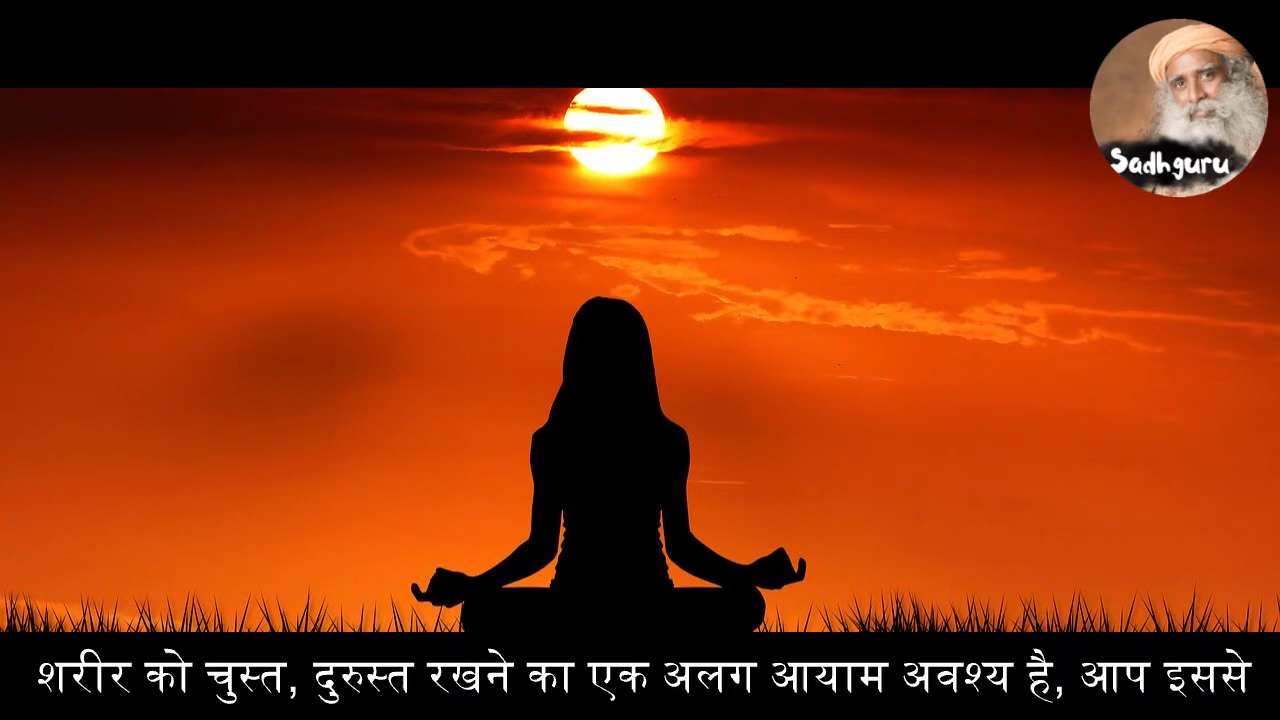 Sadhguru
शरीर को चुस्त, दुरुस्त रखने का एक अलग आयाम अवश्य है, आप इससे